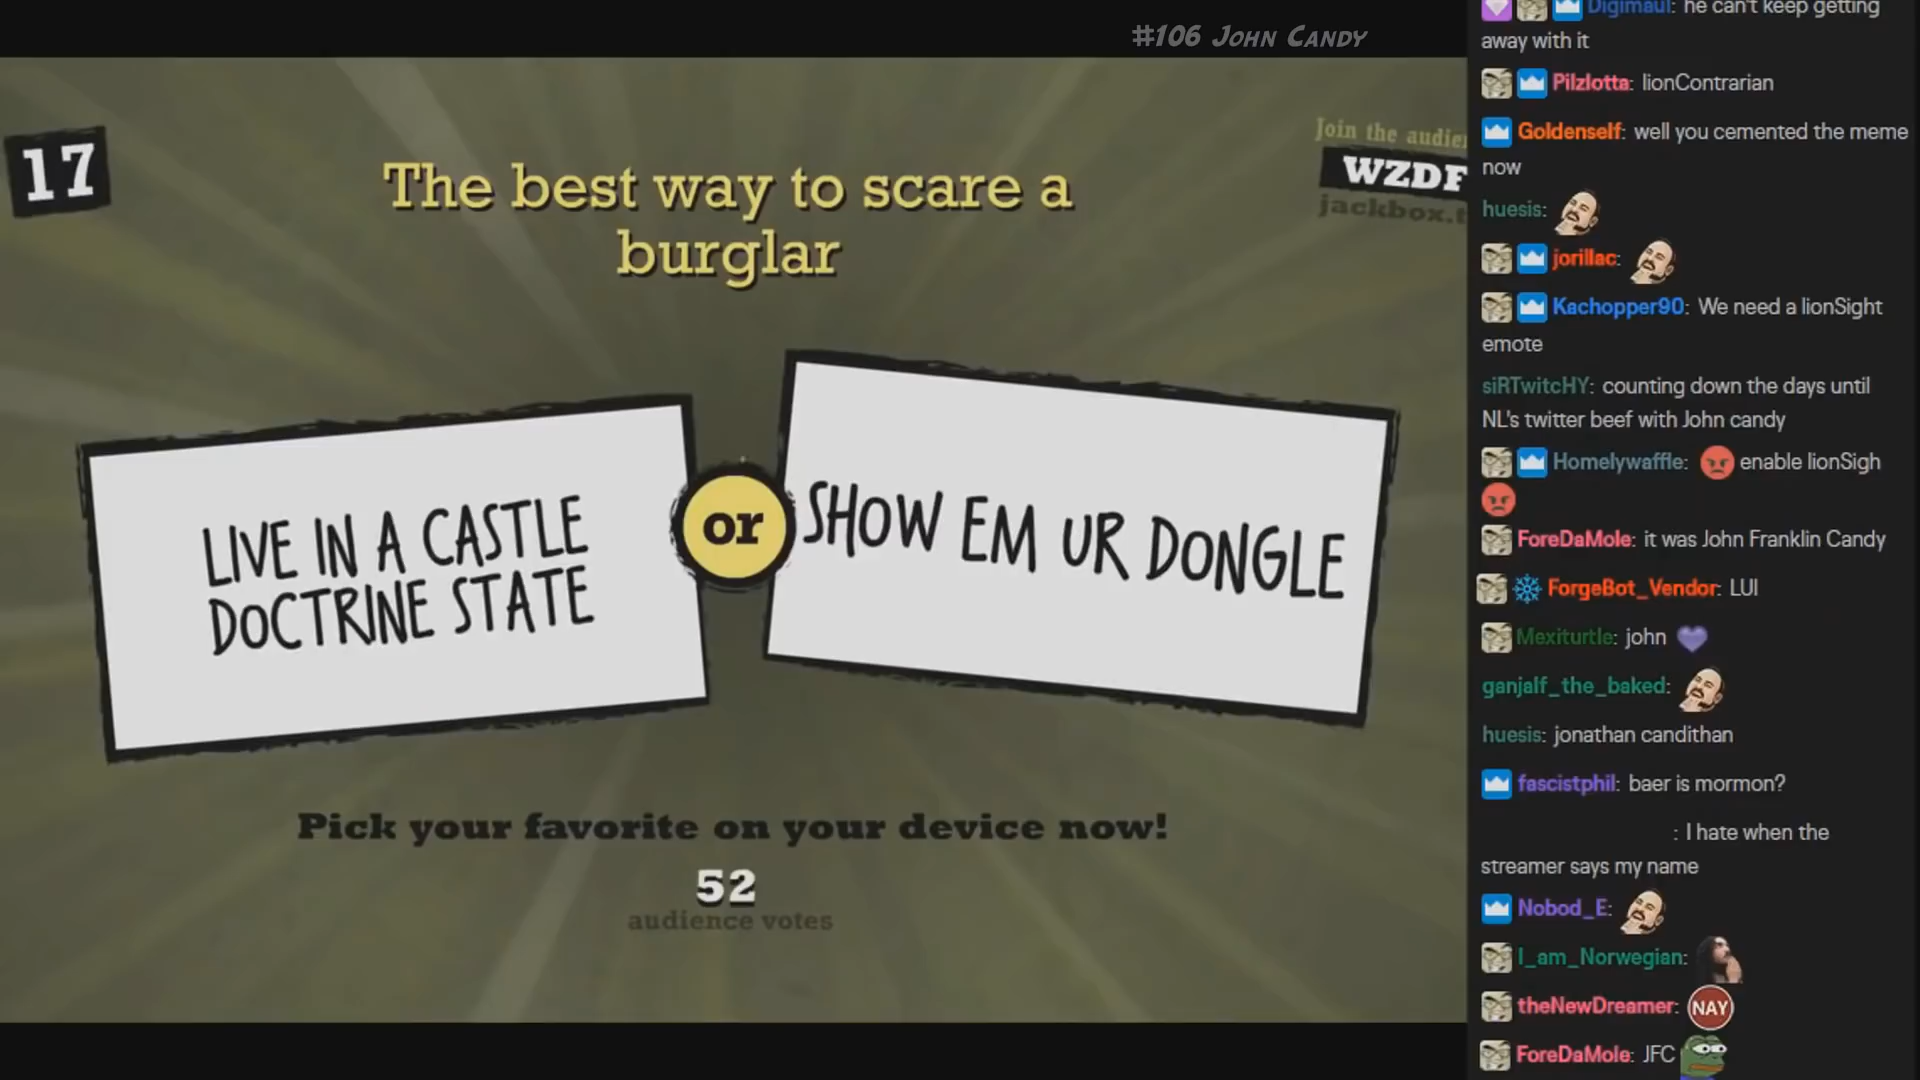 #106 John Candy
17
The best way to scare a
burglar
Join the audie
WZDF
jackbox.t
LIVE IN A CASTLE
DOCTRINE STATE
or
SHOW EM UR DONGLE
Pick your favorite on your device now!
52
audience votes
Digimaul: he can't keep getting
away with it
Pilzlotta: lionContrarian
Goldenself: well you cemented the meme
now
huesis:
jorillac:
Kachopper90: We need a lionSight
emote
siRTwitcHY: counting down the days until
NL's twitter beef with John candy
Homelywaffle: enable lionSigh
ForeDaMole: it was John Franklin Candy
ForgeBot_Vendor: LUI
Mexiturtle: john
ganjalf_the_baked:
huesis: jonathan candithan
fascistphil: baer is mormon?
: I hate when the
streamer says my name
Nobod_E:
I_am_Norwegian:
theNewDreamer: NAY
ForeDaMole: JFC